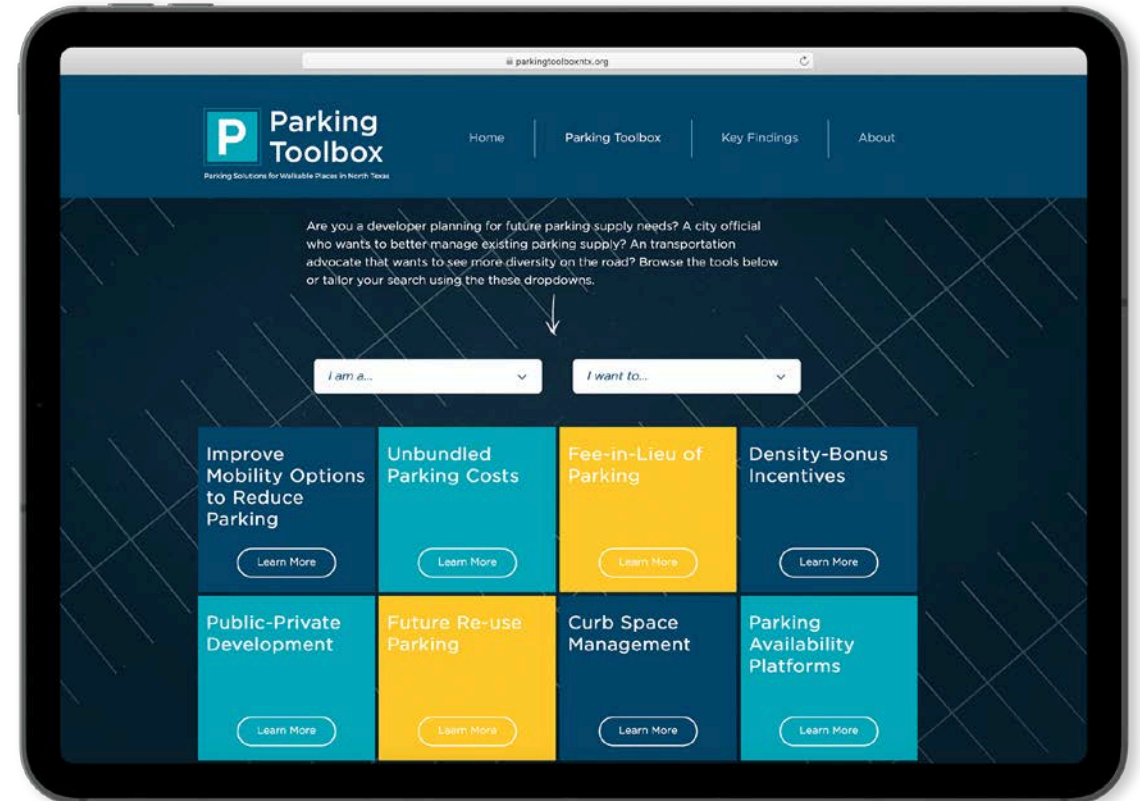 parkingtoolboxntx.org
P
Parking
Toolbox
Parking Solutions for Walkable Places in North Texas
Home
Parking Toolbox
Key Findings
About
Are you a developer planning for future parking supply needs? A city official
who wants to better manage existing parking supply? An transportation
advocate that wants to see more diversity on the road? Browse the tools below
or tailor your search using the these dropdowns.
I am a...
I want to...
Improve
Mobility Options
to Reduce
Parking
Learn More
Unbundled
Parking Costs
Learn More
Fee-in-Lieu of
Parking
Learn More
Density-Bonus
Incentives
Learn More
Public-Private
Development
Learn More
Future Re-use
Parking
Learn More
Curb Space
Management
Learn More
Parking
Availability
Platforms
Learn More